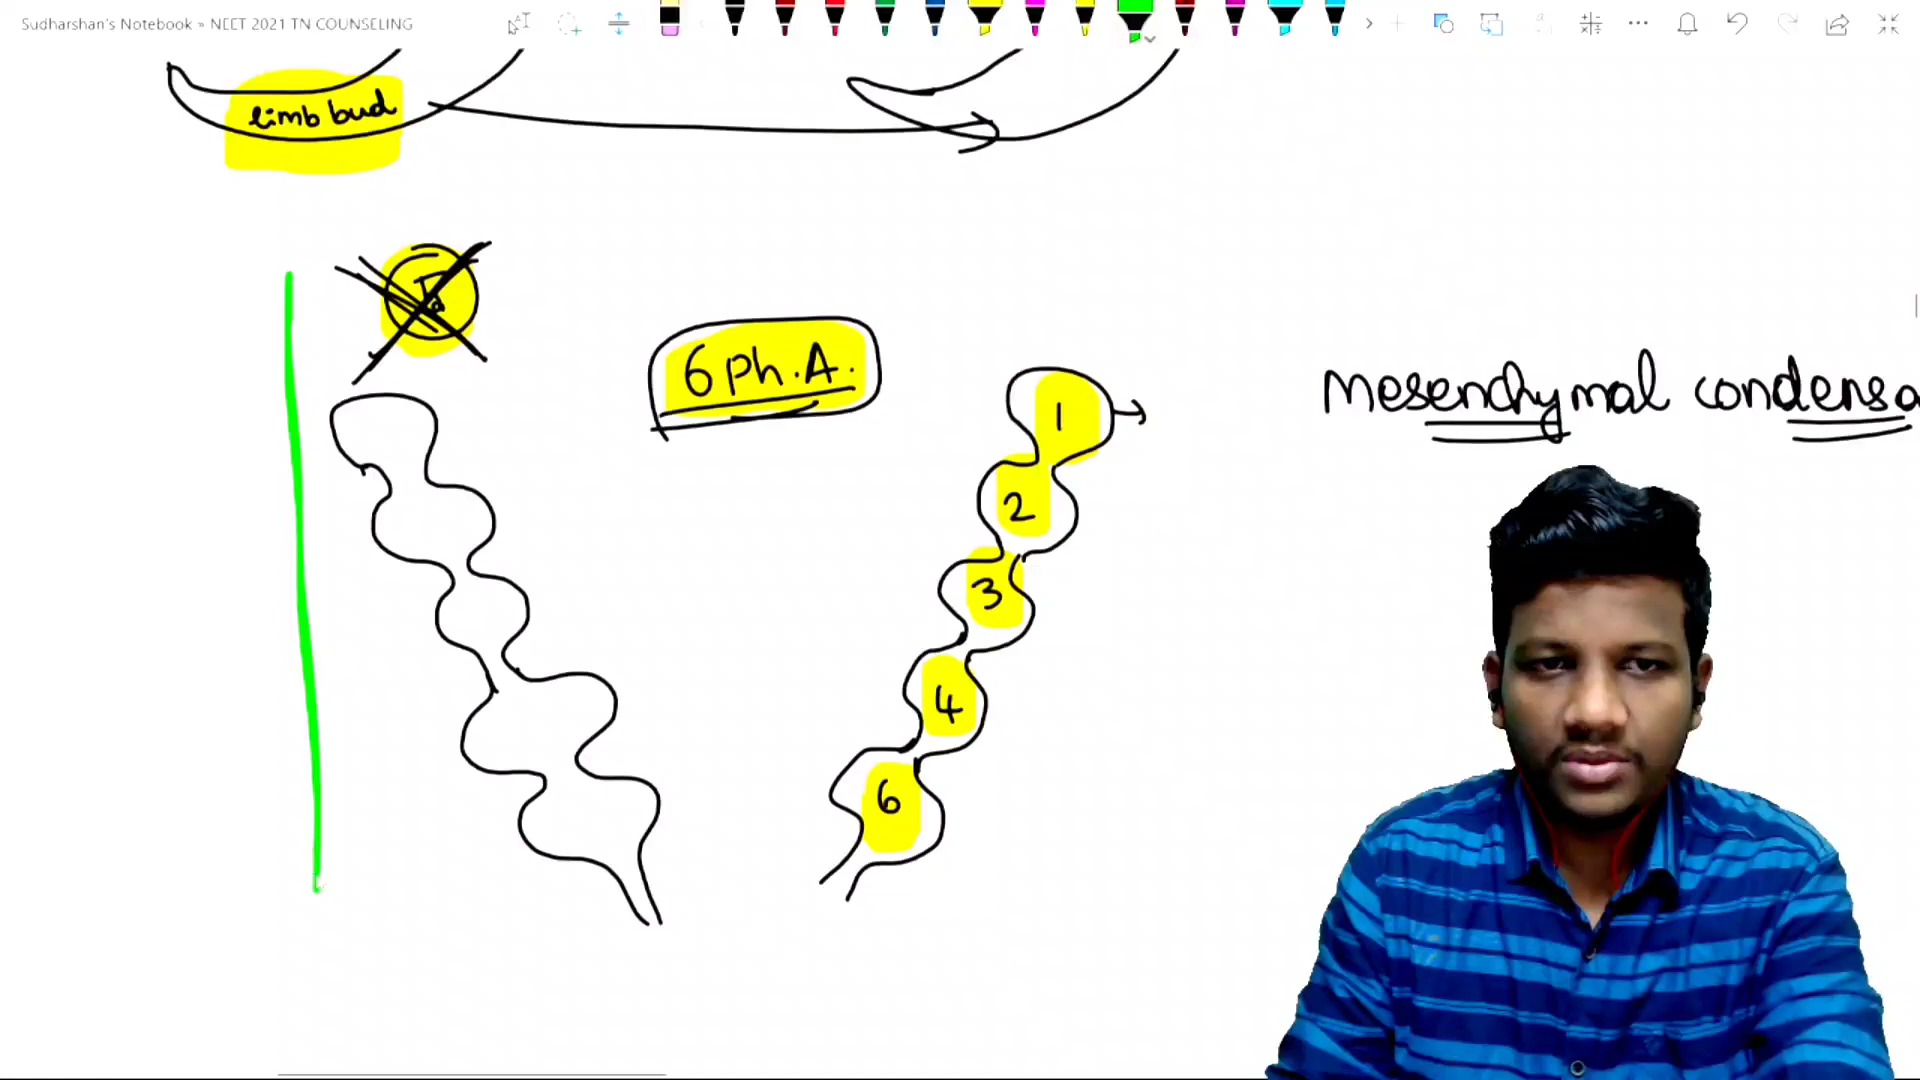 Sudharshan's Notebook » NEET 2021 TN COUNSELING
limb bud
6 Ph.A.
1
2
3
4
6
Mesenchymal condensa